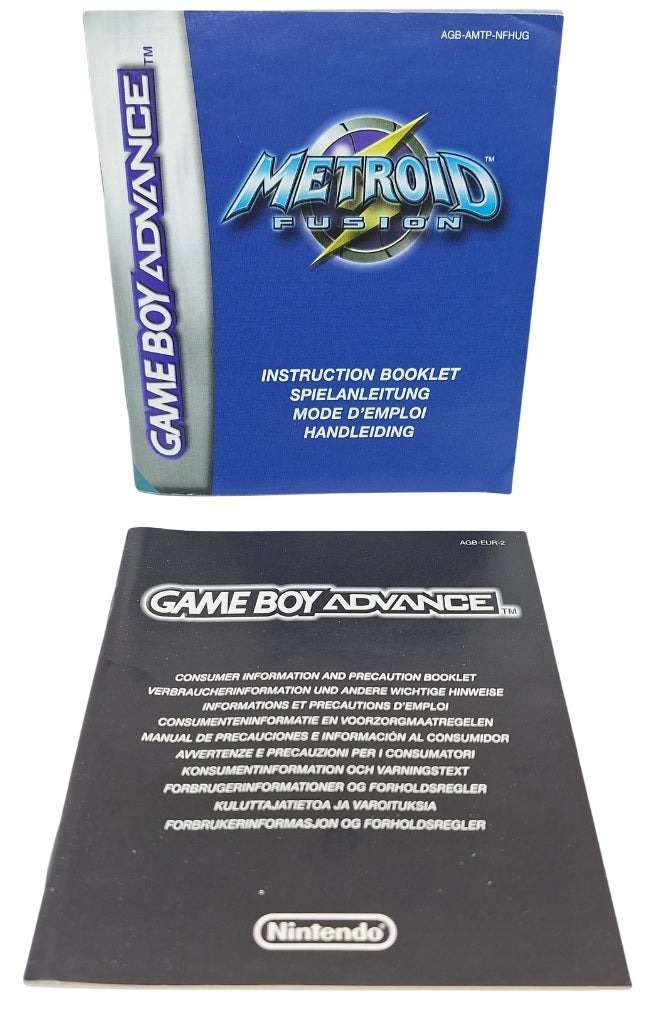 AGB-AMTP-NFHUG
GAME BOY ADVANCE™
METROID™
FUSION
INSTRUCTION BOOKLET
SPIELANLEITUNG
MODE D'EMPLOI
HANDLEIDING
AGB-EUR-2
GAME BOY ADVANCE™
CONSUMER INFORMATION AND PRECAUTION BOOKLET
VERBRAUCHERINFORMATION UND ANDERE WICHTIGE HINWEISE
INFORMATIONS ET PRECAUTIONS D'EMPLOI
CONSUMENTENINFORMATIE EN VOORZORGMAATREGELEN
MANUAL DE PRECAUCIONES E INFORMACIÓN AL CONSUMIDOR
AVVERTENZE E PRECAUZIONI PER I CONSUMATORI
KONSUMENTINFORMATION OCH VARNINGSTEXT
FORBRUGERINFORMATIONER OG FORHOLDSREGLER
KULUTTAJATIETOA JA VAROITUKSIA
FORBRUKERINFORMASJON OG FORHOLDSREGLER
Nintendo®